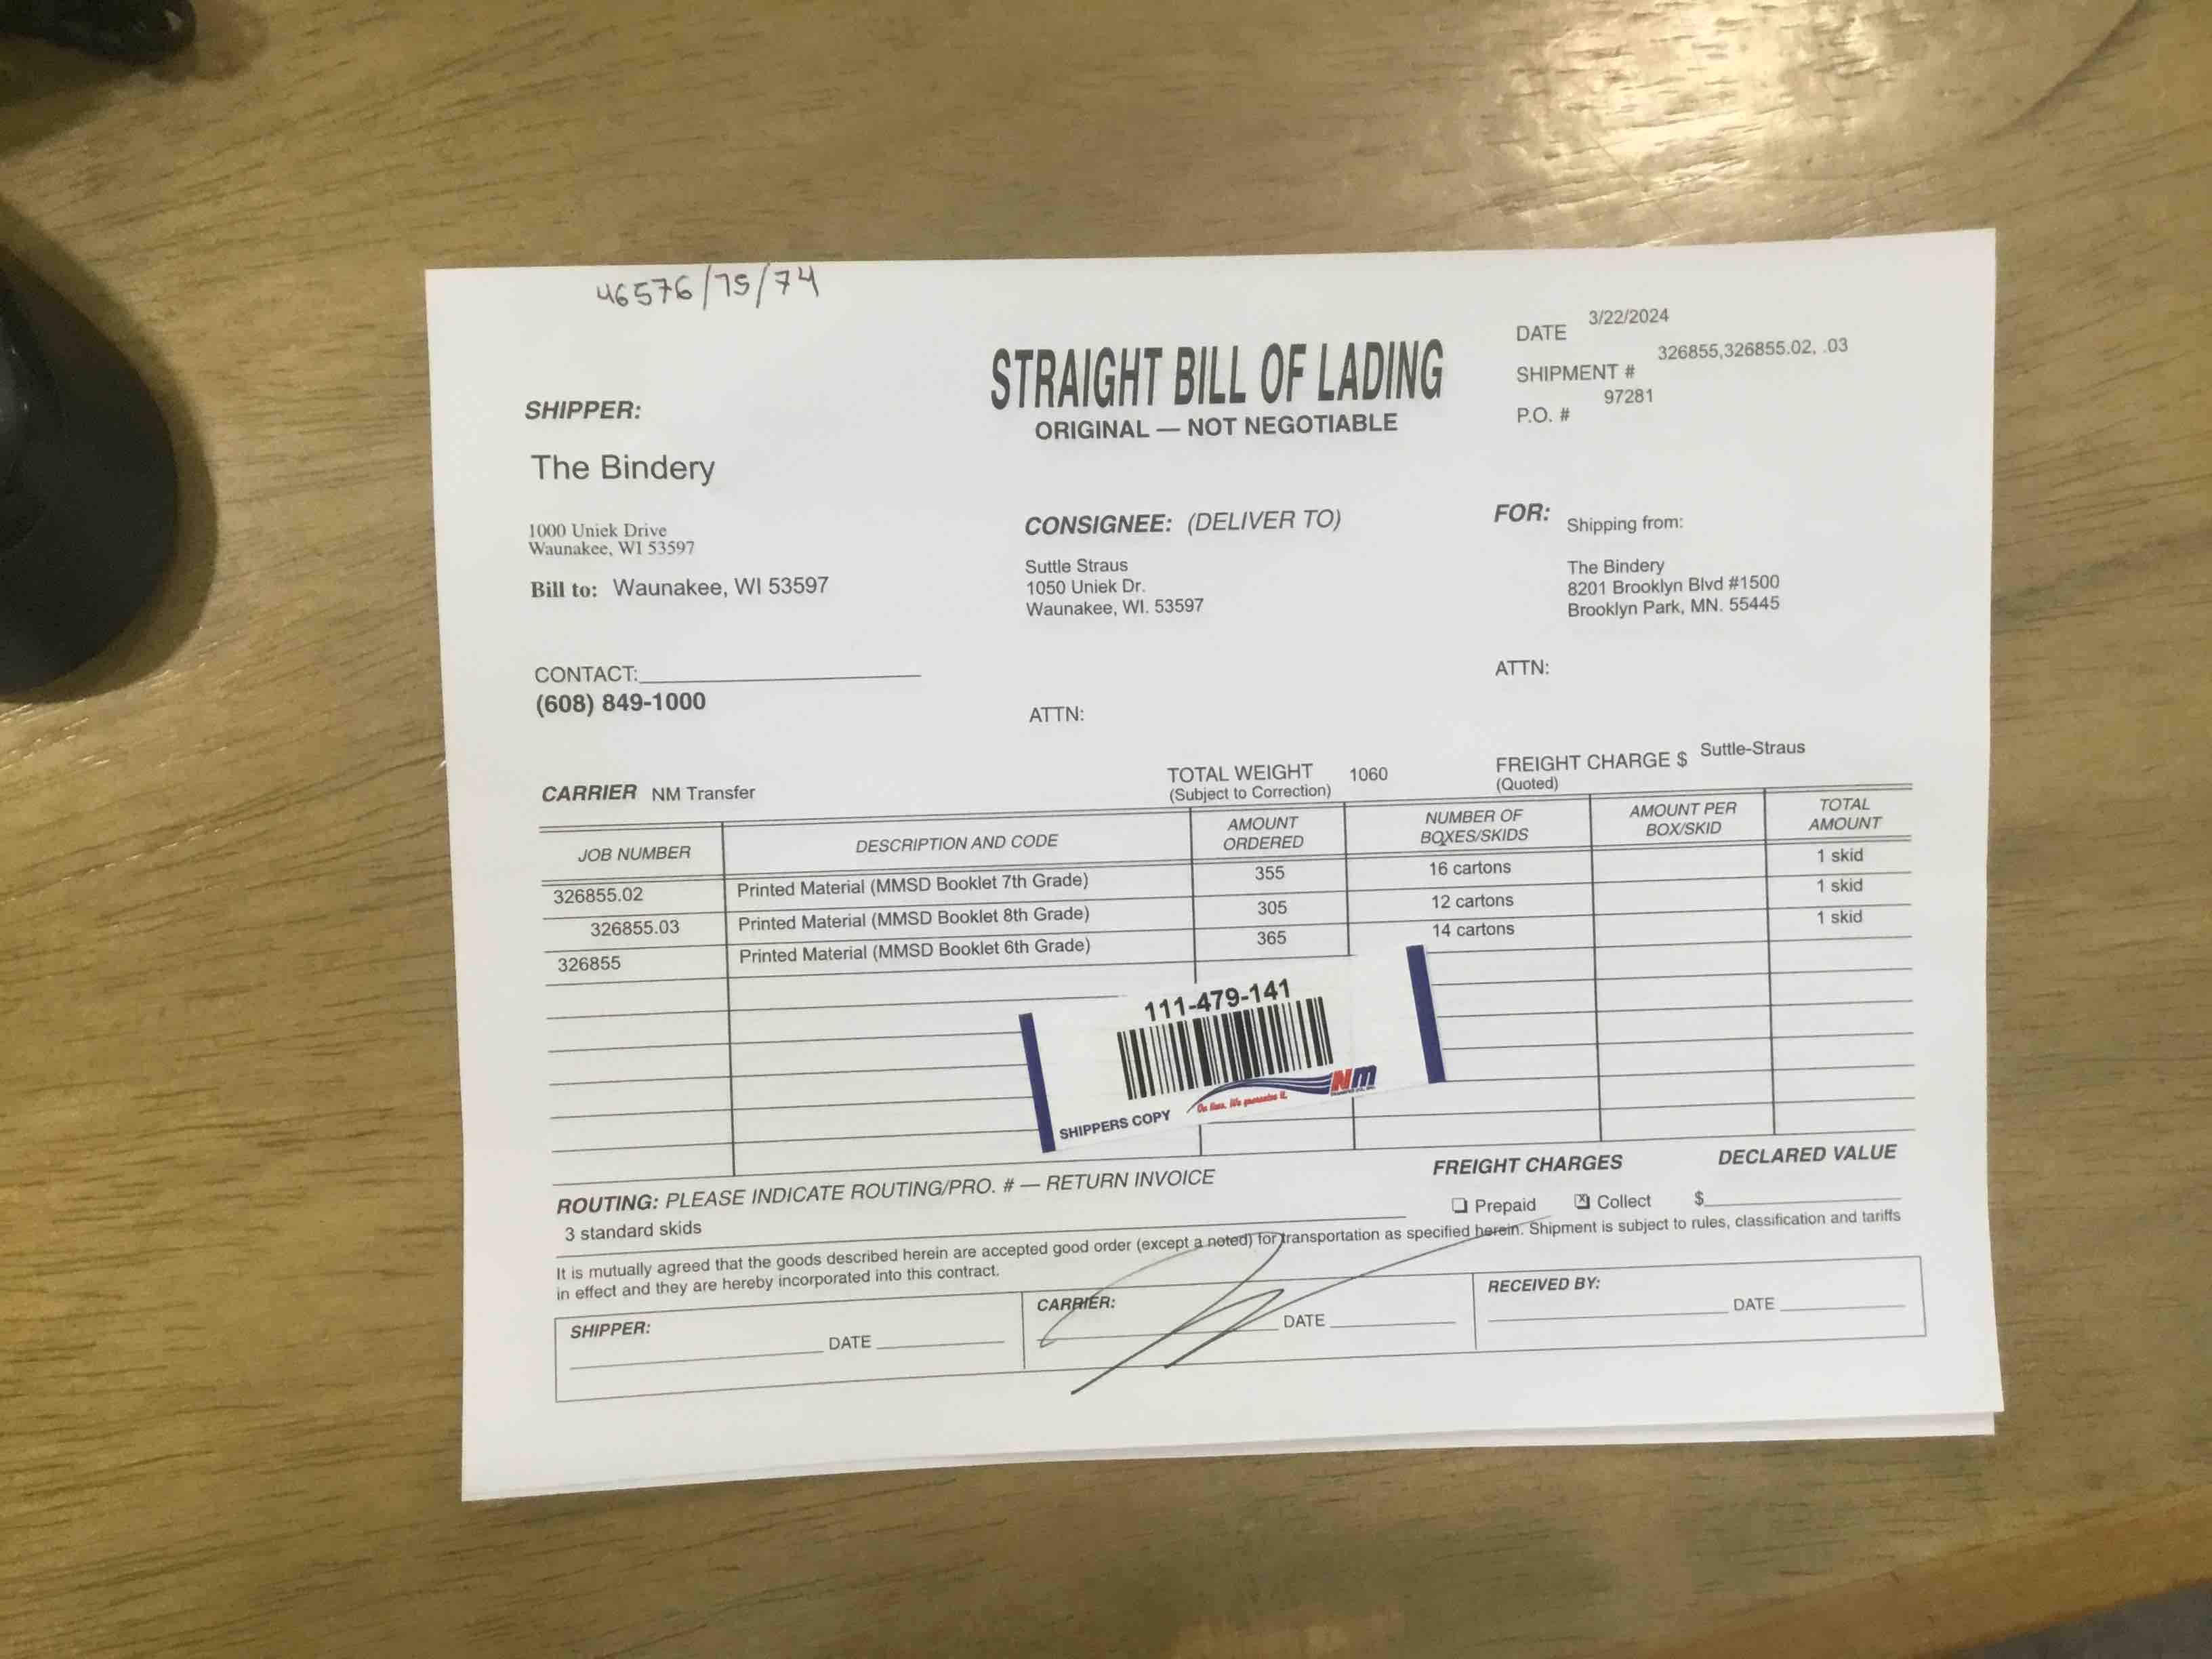 46576/75/74
STRAIGHT BILL OF LADING
ORIGINAL — NOT NEGOTIABLE
DATE 3/22/2024
SHIPMENT # 326855,326855.02, .03
P.O. # 97281
SHIPPER:
The Bindery
1000 Uniek Drive
Waunakee, WI 53597
Bill to: Waunakee, WI 53597
CONTACT:
(608) 849-1000
CONSIGNEE: (DELIVER TO)
Suttle Straus
1050 Uniek Dr.
Waunakee, WI. 53597
ATTN:
FOR: Shipping from:
The Bindery
8201 Brooklyn Blvd #1500
Brooklyn Park, MN. 55445
ATTN:
CARRIER NM Transfer
TOTAL WEIGHT 1060
(Subject to Correction)
FREIGHT CHARGE $ Suttle-Straus
(Quoted)
JOB NUMBER DESCRIPTION AND CODE AMOUNT ORDERED NUMBER OF BOXES/SKIDS AMOUNT PER BOX/SKID TOTAL AMOUNT
326855.02 Printed Material (MMSD Booklet 7th Grade) 355 16 cartons 1 skid
326855.03 Printed Material (MMSD Booklet 8th Grade) 305 12 cartons 1 skid
326855 Printed Material (MMSD Booklet 6th Grade) 365 14 cartons 1 skid
111-479-141
SHIPPERS COPY
On time. We guarantee it.
NM
ROUTING: PLEASE INDICATE ROUTING/PRO. # — RETURN INVOICE
3 standard skids
FREIGHT CHARGES
Prepaid Collect
DECLARED VALUE
$
It is mutually agreed that the goods described herein are accepted good order (except a noted) for transportation as specified herein. Shipment is subject to rules, classification and tariffs
in effect and they are hereby incorporated into this contract.
SHIPPER:
DATE
CARRIER:
DATE
RECEIVED BY:
DATE